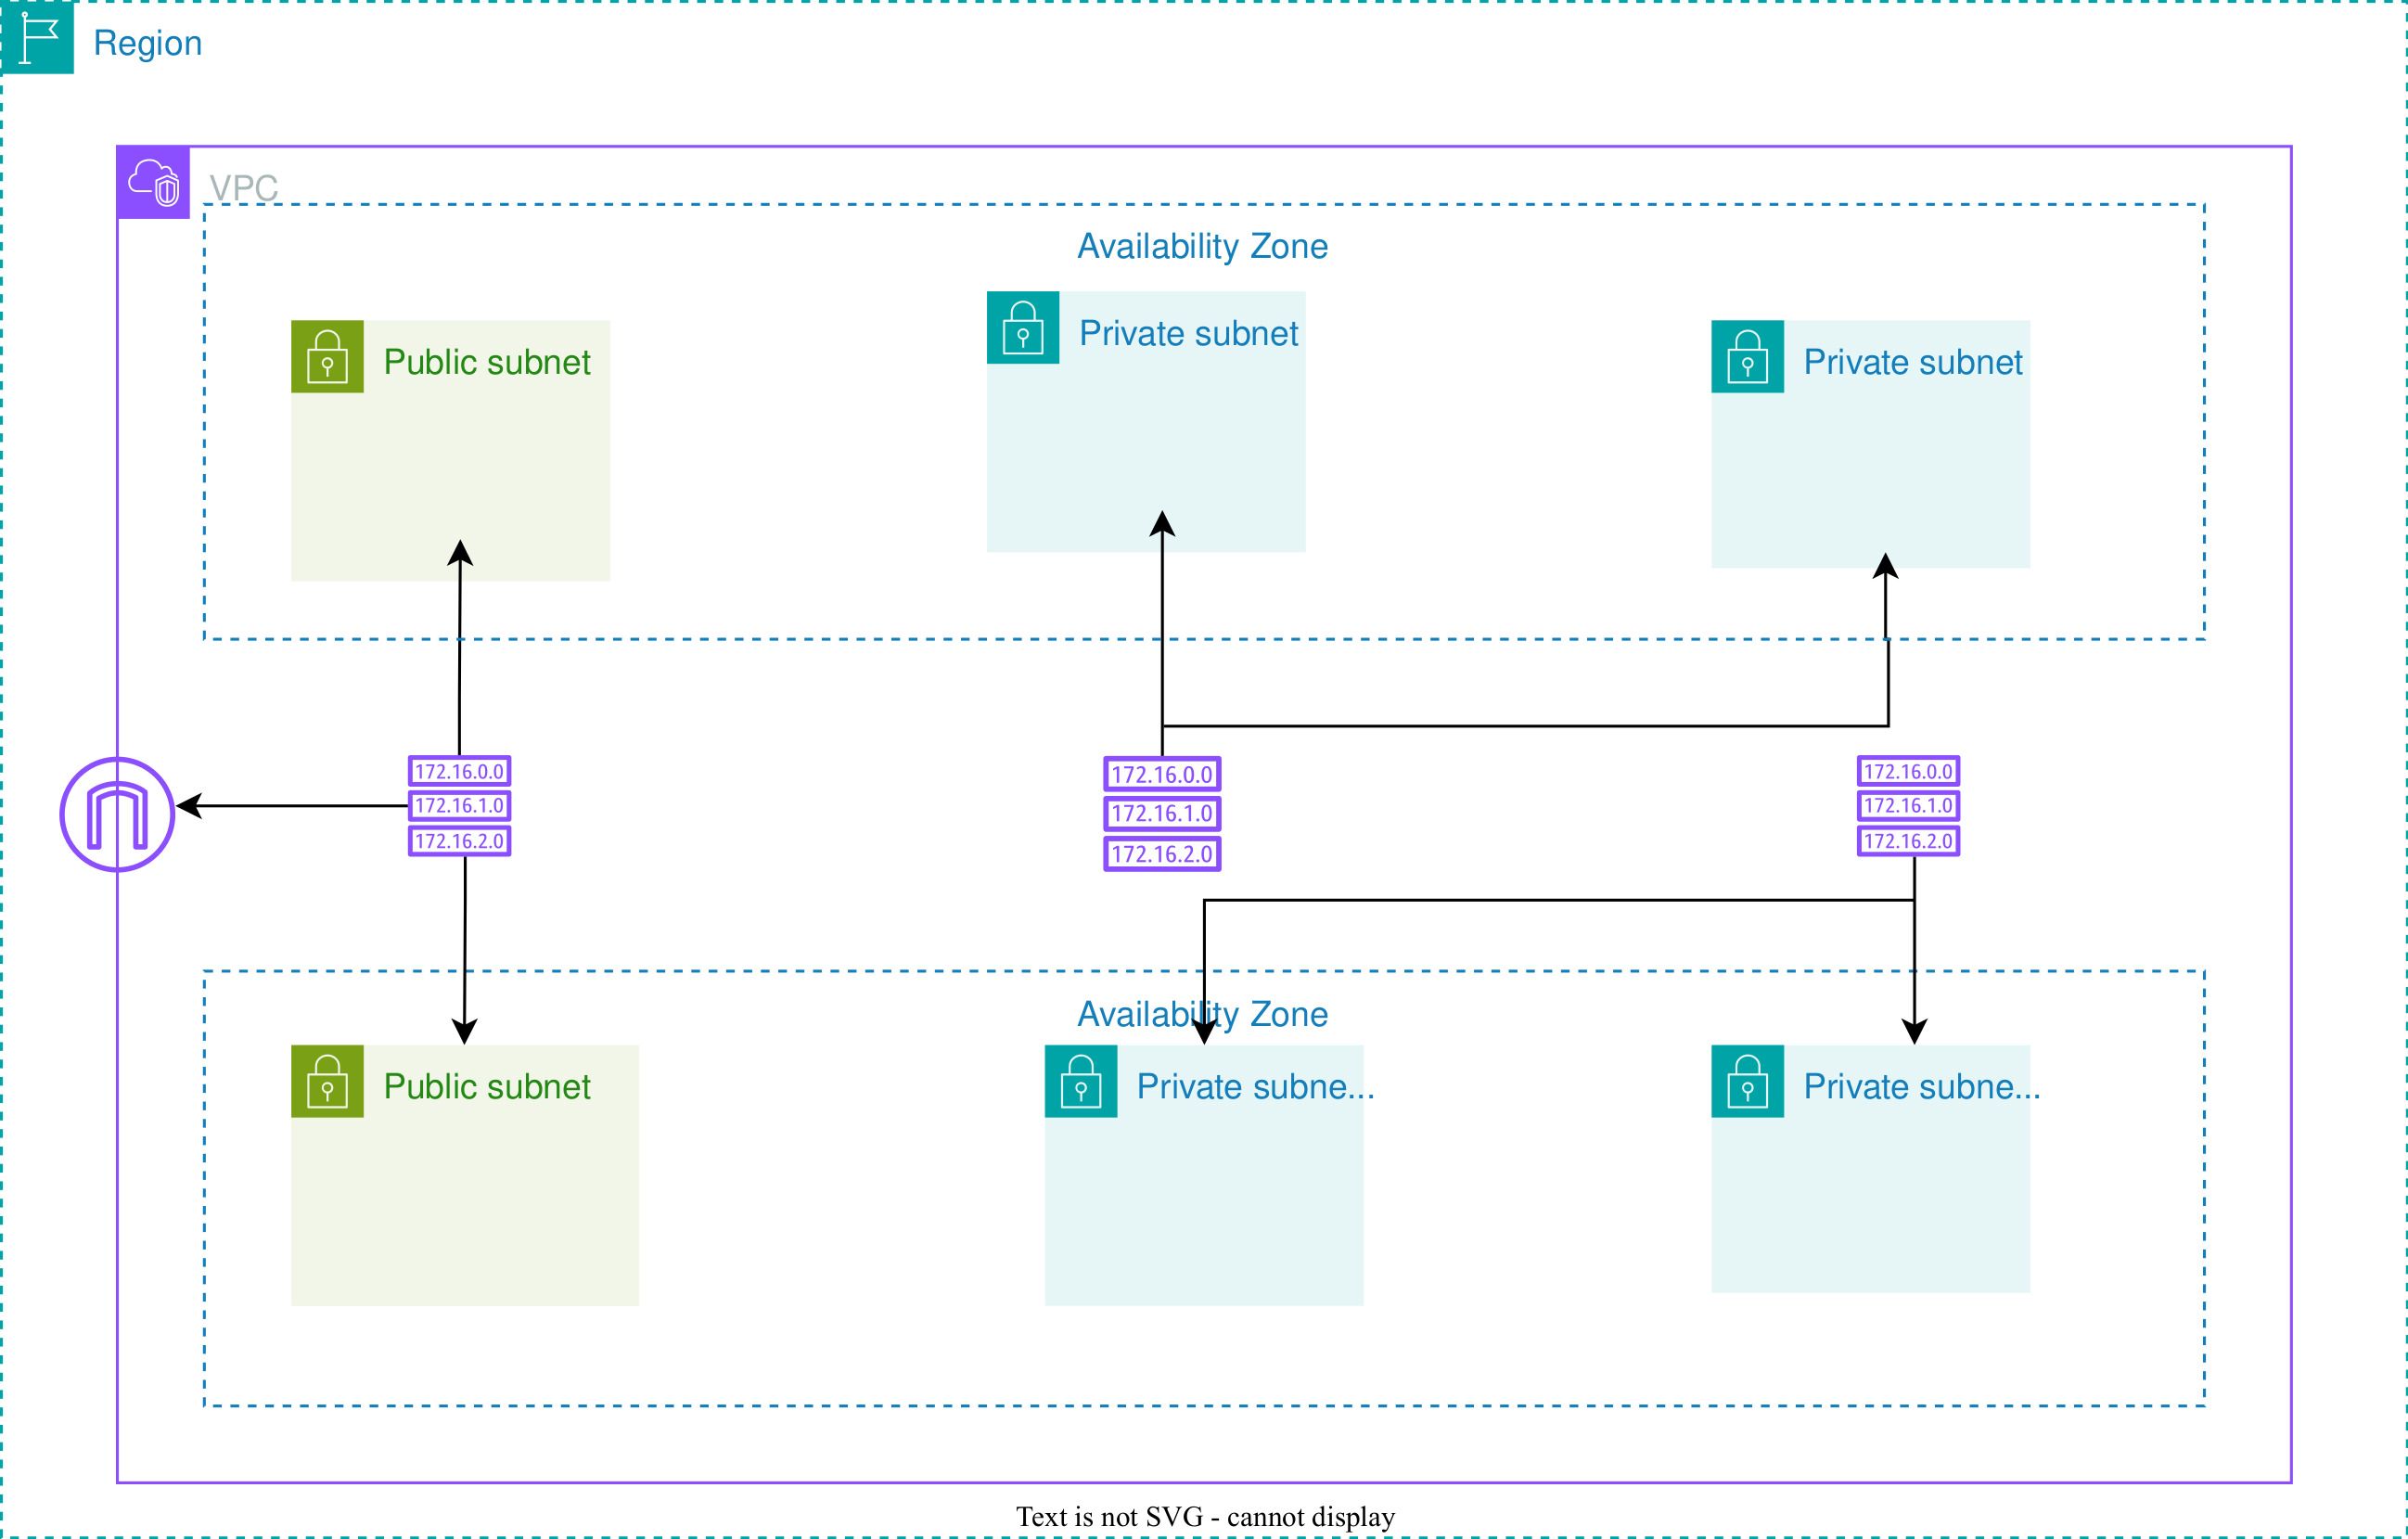 Region
VPC
Availability Zone
Public subnet
Private subnet
Private subnet
172.16.0.0
172.16.1.0
172.16.2.0
172.16.0.0
172.16.1.0
172.16.2.0
172.16.0.0
172.16.1.0
172.16.2.0
Availability Zone
Public subnet
Private subne...
Private subne...
Text is not SVG - cannot display